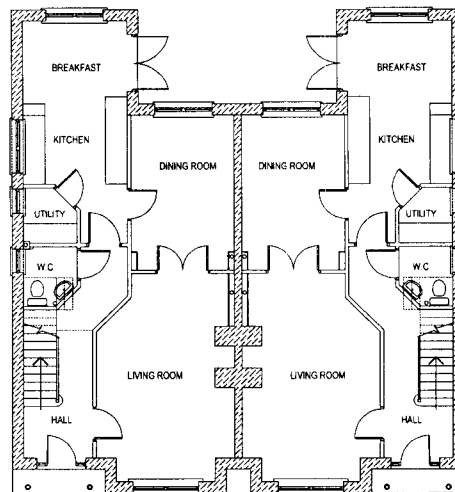 BREAKFAST
BREAKFAST
KITCHEN
KITCHEN
DINING ROOM
DINING ROOM
UTILITY
UTILITY
W.C
W.C
LIVING ROOM
LIVING ROOM
HALL
HALL